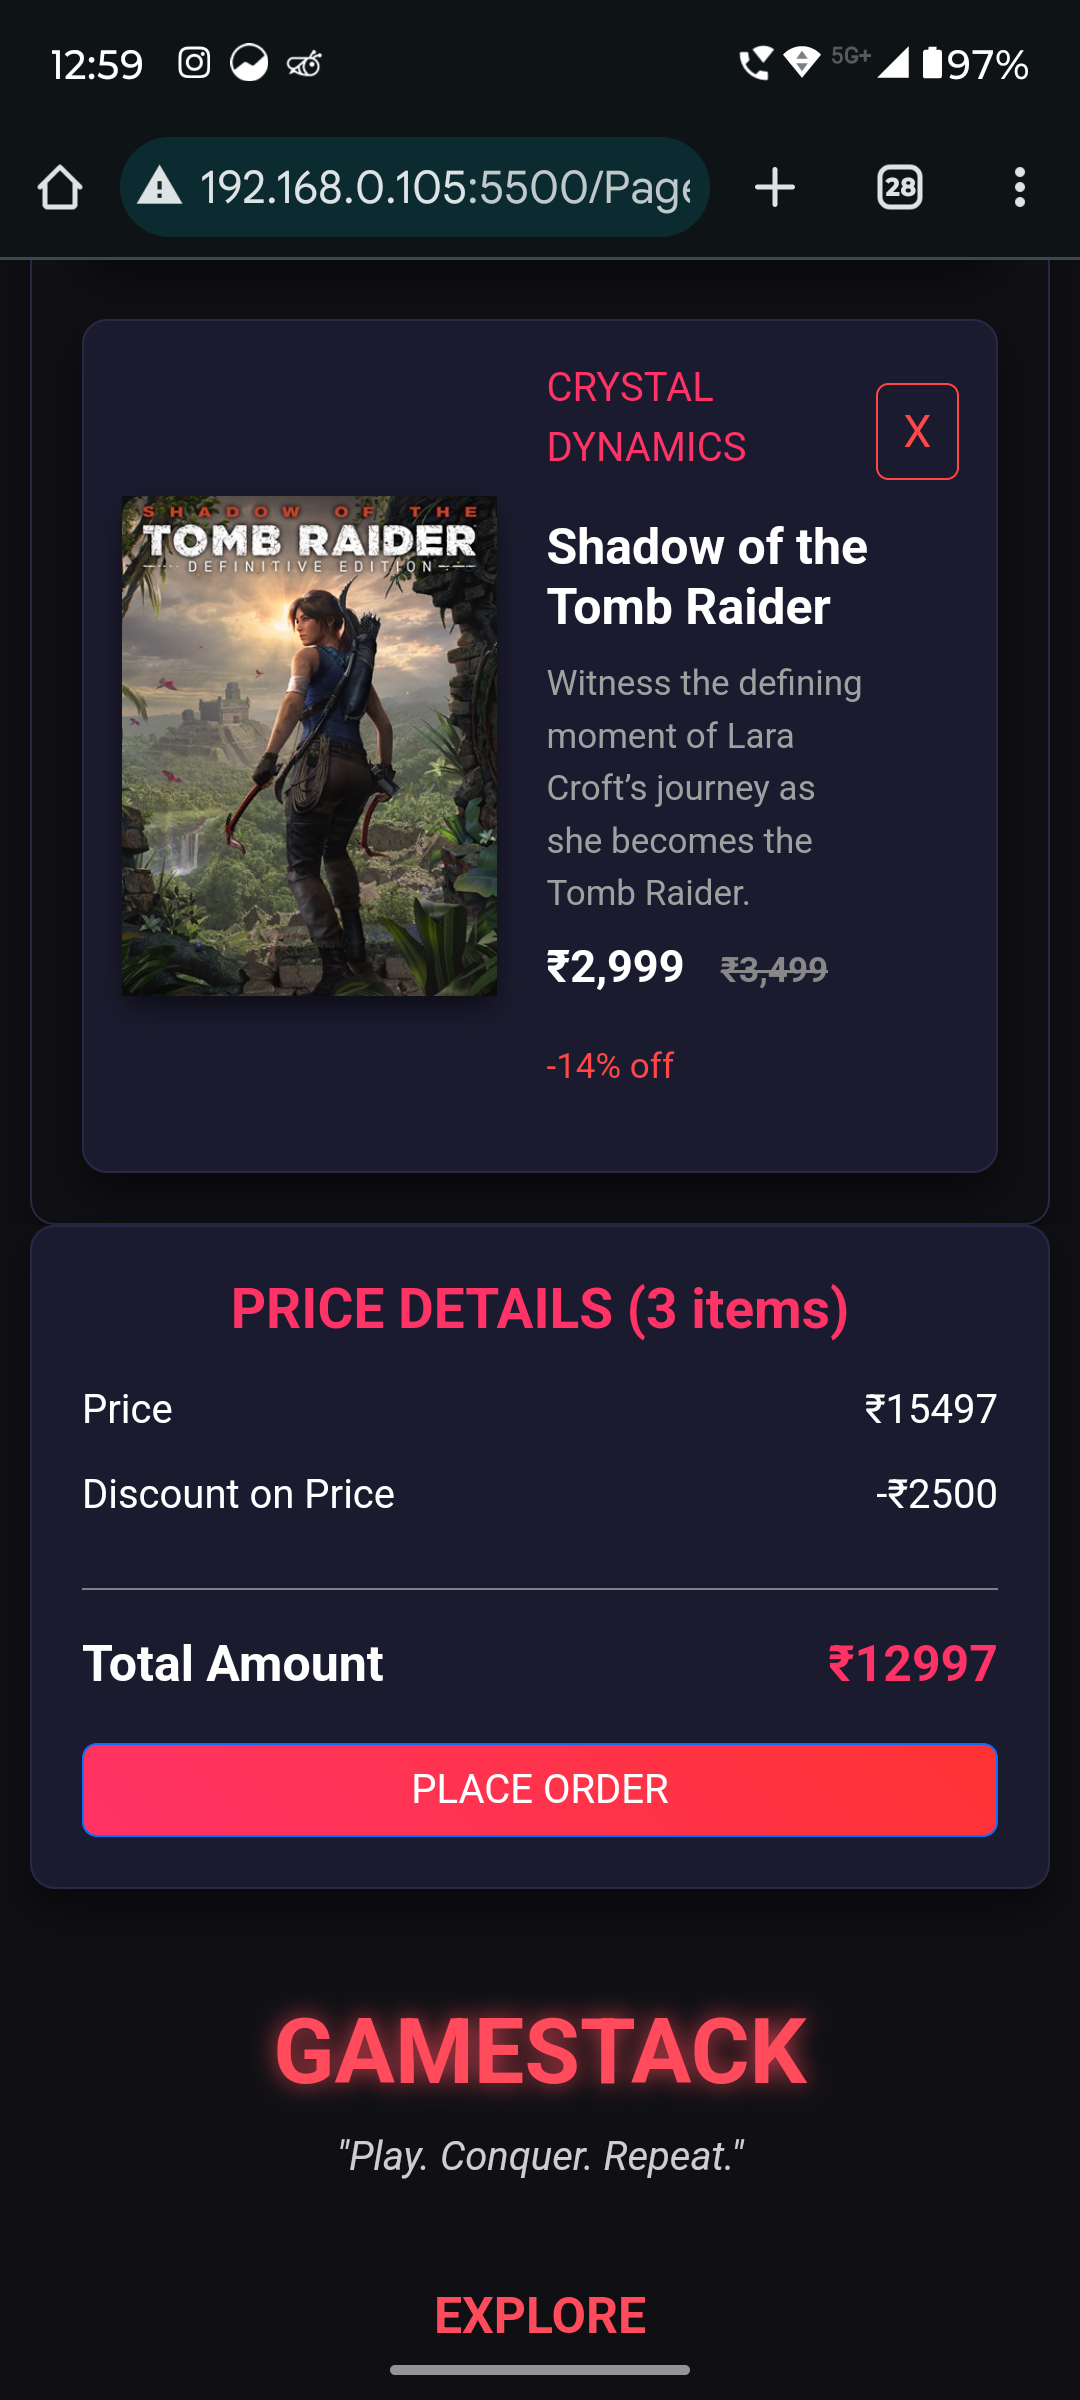 12:59
5G+
97%
192.168.0.105:5500/Page
28
CRYSTAL
DYNAMICS
X
SHADOW OF THE
TOMB RAIDER
DEFINITIVE EDITION
Shadow of the
Tomb Raider
Witness the defining
moment of Lara
Croft’s journey as
she becomes the
Tomb Raider.
₹2,999 ₹3,499
-14% off
PRICE DETAILS (3 items)
Price ₹15497
Discount on Price -₹2500
Total Amount ₹12997
PLACE ORDER
GAMESTACK
"Play. Conquer. Repeat."
EXPLORE